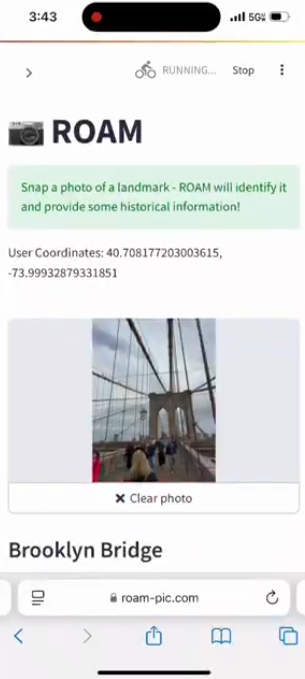 3:43
5G
RUNNING...
Stop
ROAM
Snap a photo of a landmark - ROAM will identify it
and provide some historical information!
User Coordinates: 40.708177203003615,
-73.99932879331851
Clear photo
Brooklyn Bridge
roam-pic.com